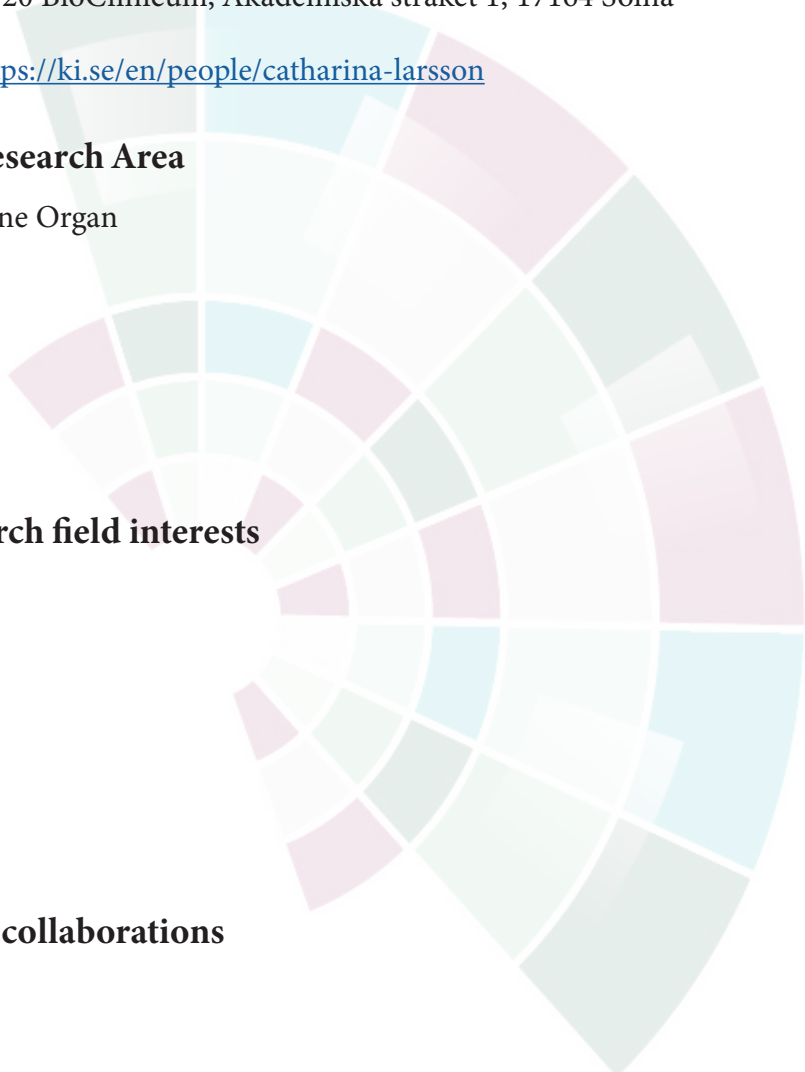 20 BioClinicum, Akademiska stråket 1, 17164 Solna
ps://ki.se/en/people/catharina-larsson
esearch Area
ne Organ
rch field interests
collaborations